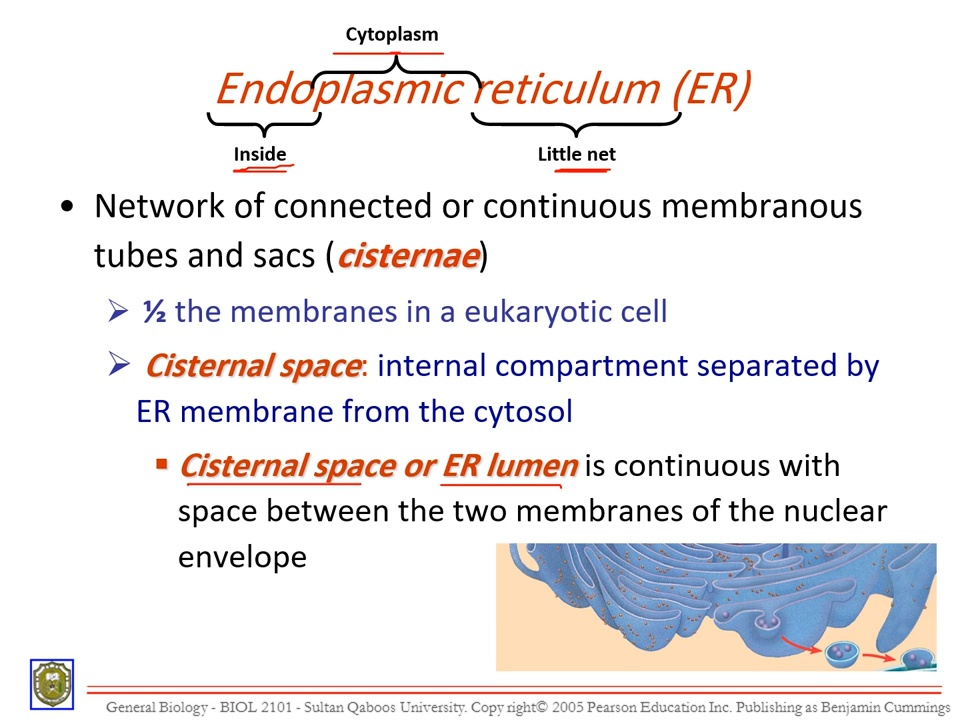 Cytoplasm
Endoplasmic reticulum (ER)
Inside
Little net
• Network of connected or continuous membranous
tubes and sacs (cisternae)
➢ ½ the membranes in a eukaryotic cell
➢ Cisternal space: internal compartment separated by
ER membrane from the cytosol
▪ Cisternal space or ER lumen is continuous with
space between the two membranes of the nuclear
envelope
General Biology - BIOL 2101 - Sultan Qaboos University. Copy right© 2005 Pearson Education Inc. Publishing as Benjamin Cummings